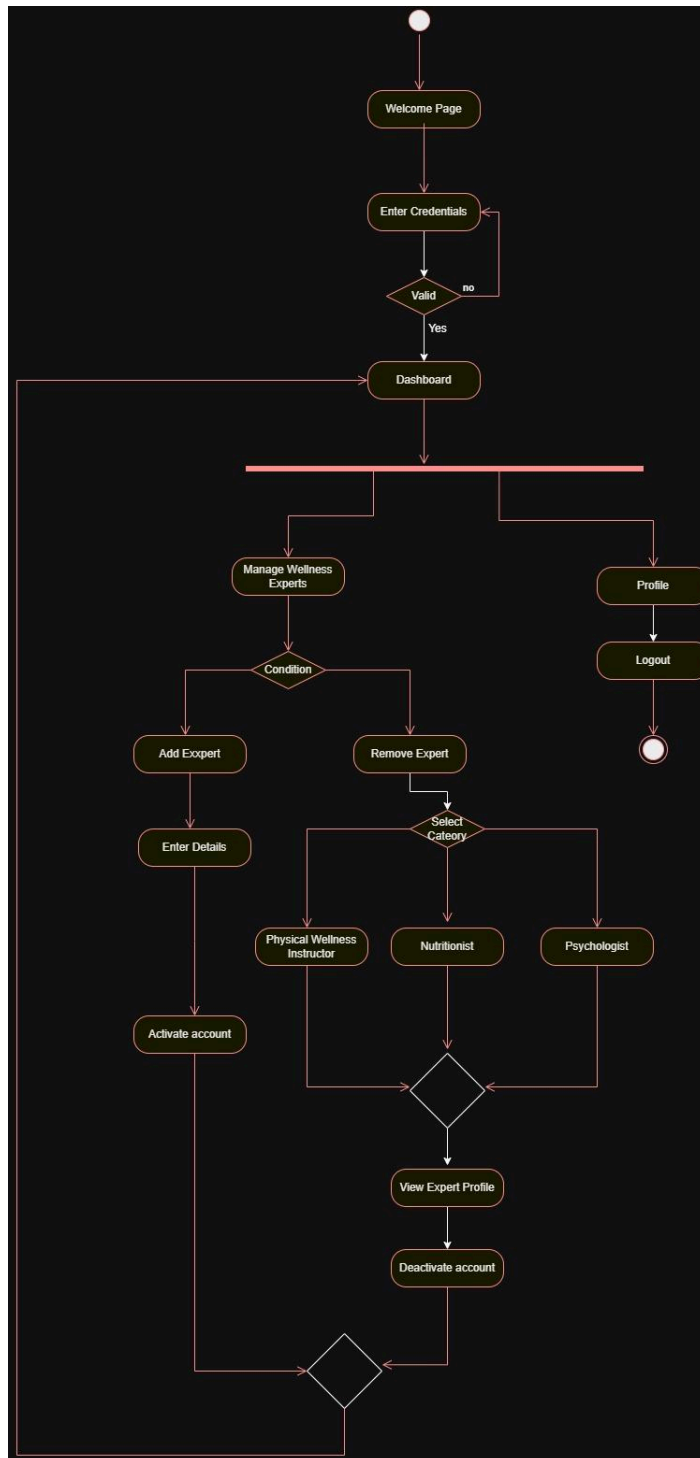 Welcome Page
Enter Credentials
Valid
no
Yes
Dashboard
Manage Wellness
Experts
Profile
Condition
Logout
Add Exxpert
Remove Expert
Select
Cateory
Enter Details
Physical Wellness
Instructor
Nutritionist
Psychologist
Activate account
View Expert Profile
Deactivate account